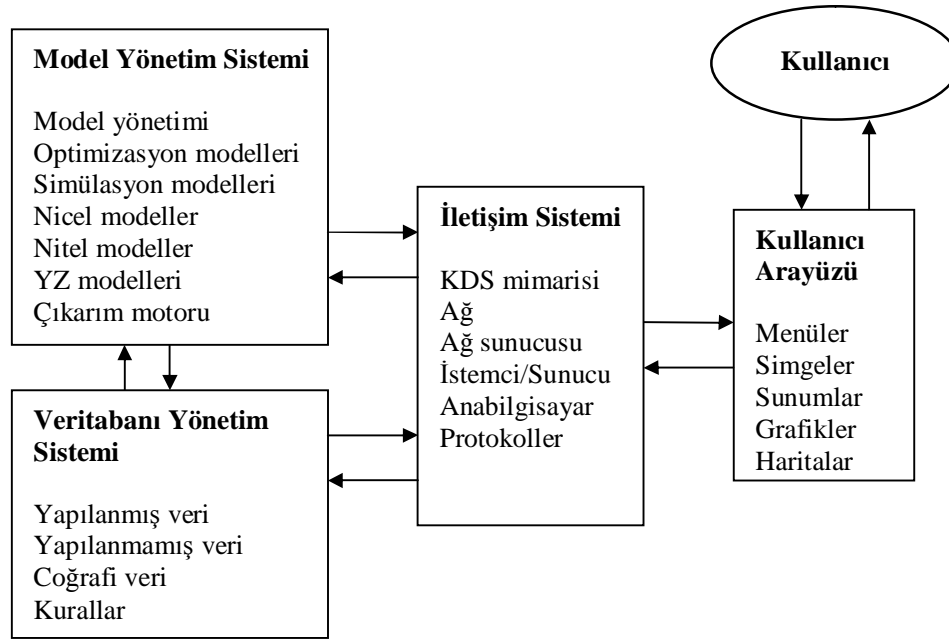 Model Yönetim Sistemi
Model yönetimi
Optimizasyon modelleri
Simülasyon modelleri
Nicel modeller
Nitel modeller
YZ modelleri
Çıkarım motoru
Veritabanı Yönetim
Sistemi
Yapılanmış veri
Yapılanmamış veri
Coğrafi veri
Kurallar
İletişim Sistemi
KDS mimarisi
Ağ
Ağ sunucusu
İstemci/Sunucu
Anabilgisayar
Protokoller
Kullanıcı
Kullanıcı
Arayüzü
Menüler
Simgeler
Sunumlar
Grafikler
Haritalar